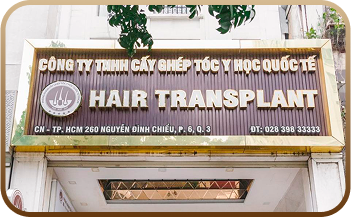 CÔNG TY TNHH CẤY GHÉP TÓC Y HỌC QUỐC TẾ
HAIR TRANSPLANT
CN - TP. HCM 260 NGUYỄN ĐÌNH CHIỂU, P. 6, Q. 3 ĐT: 028 398 33333